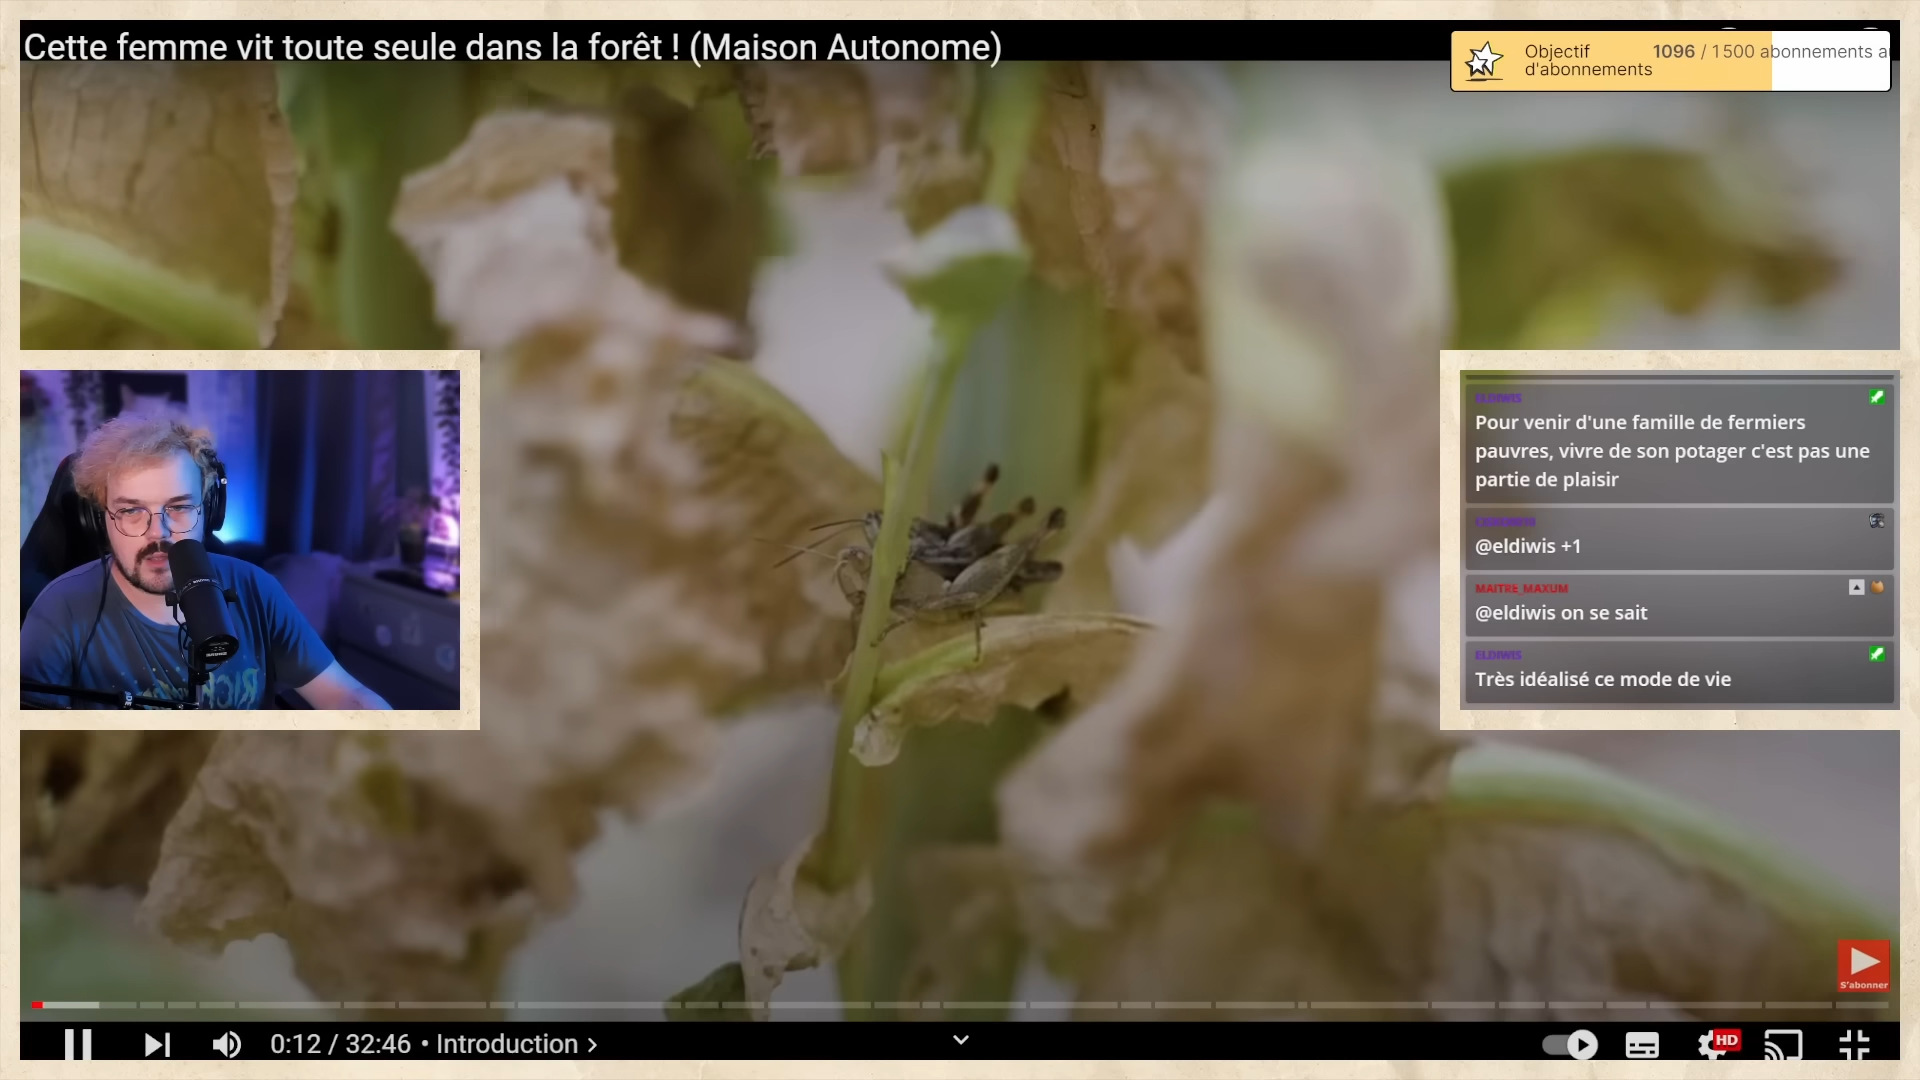 Cette femme vit toute seule dans la forêt ! (Maison Autonome)
Objectif
d'abonnements
1096 / 1500 abonnements a
ELDIWIS
Pour venir d'une famille de fermiers
pauvres, vivre de son potager c'est pas une
partie de plaisir
@eldiwis +1
MAITRE_MAXUM
@eldiwis on se sait
ELDIWIS
Très idéalisé ce mode de vie
S'abonner
0:12 / 32:46 • Introduction
HD